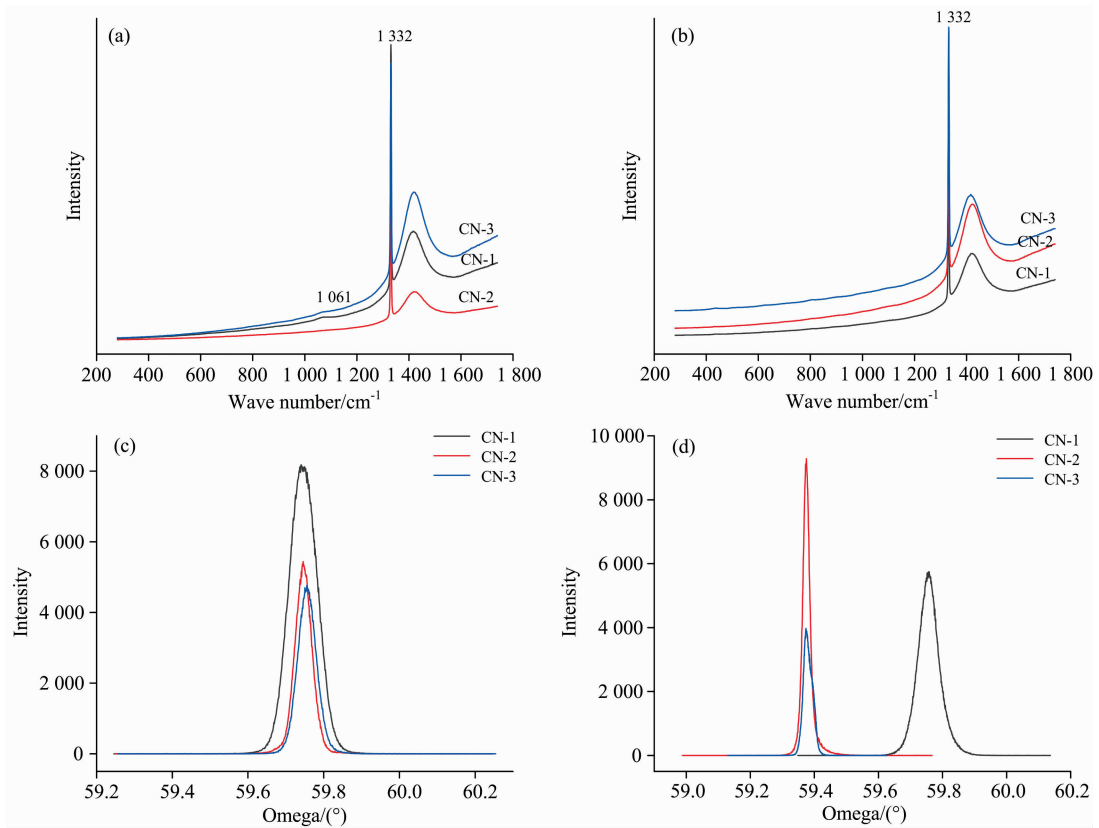 (a)
1 332
Intensity
CN-3
CN-1
1 061
CN-2
200 400 600 800 1 000 1 200 1 400 1 600 1 800
Wave number/cm⁻¹
(b)
1 332
Intensity
CN-3
CN-2
CN-1
200 400 600 800 1 000 1 200 1 400 1 600 1 800
Wave number/cm⁻¹
(c)
CN-1
CN-2
CN-3
8 000
6 000
4 000
2 000
0
Intensity
59.2 59.4 59.6 59.8 60.0 60.2
Omega/(°)
(d)
CN-1
CN-2
CN-3
10 000
8 000
6 000
4 000
2 000
0
Intensity
59.0 59.2 59.4 59.6 59.8 60.0 60.2
Omega/(°)